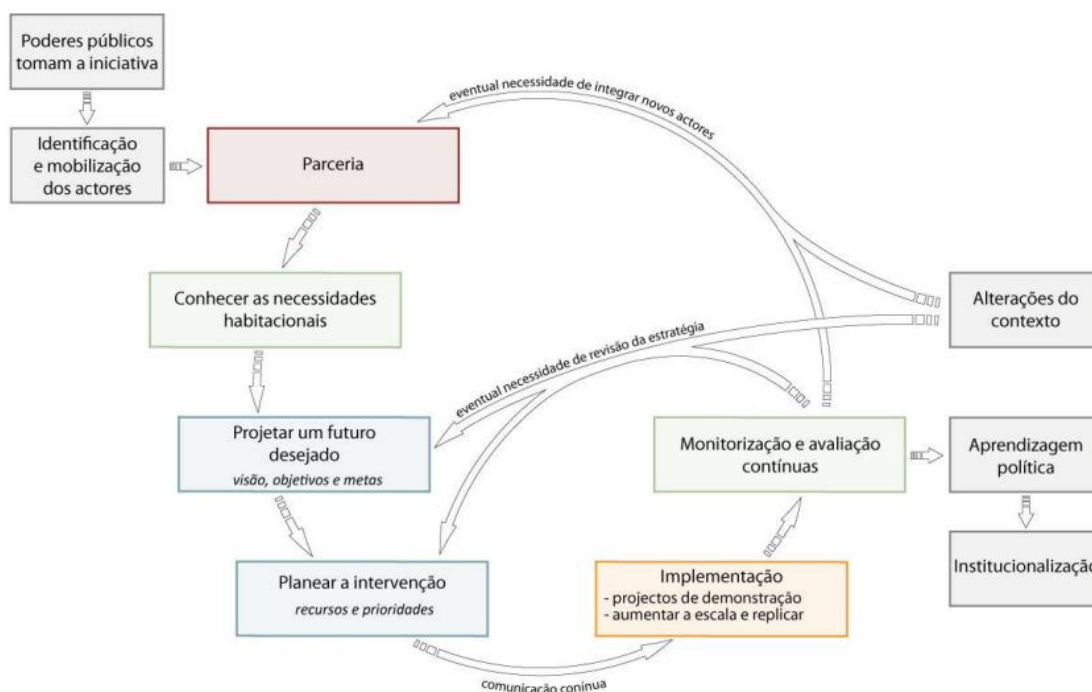 Poderes públicos
tomam a iniciativa
eventual necessidade de integrar novos actores
Identificação
e mobilização
dos actores
Parceria
Conhecer as necessidades
habitacionais
Alterações do
contexto
eventual necessidade de revisão da estratégia
Projetar um futuro
desejado
visão, objetivos e metas
Monitorização e avaliação
contínuas
Aprendizagem
política
Planear a intervenção
recursos e prioridades
Implementação
- projectos de demonstração
- aumentar a escala e replicar
Institucionalização
comunicação conínua